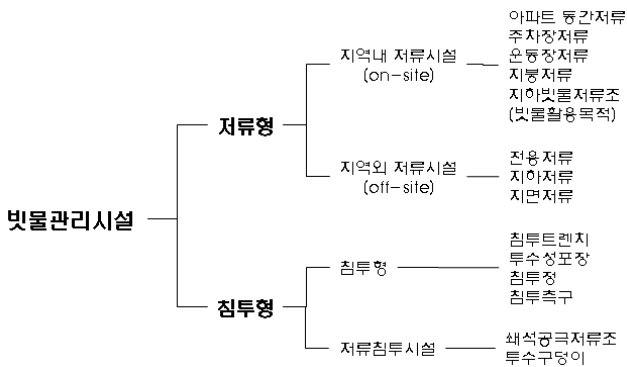 빗물관리시설
저류형
지역내 저류시설
(on-site)
아파트 동간저류
주차장저류
운동장저류
지붕저류
지하빗물저류조
(빗물활용목적)
지역외 저류시설
(off-site)
전용저류
지하저류
지면저류
침투형
침투형
침투트렌치
투수성포장
침투정
침투측구
저류침투시설
쇄석공극저류조
투수구덩이